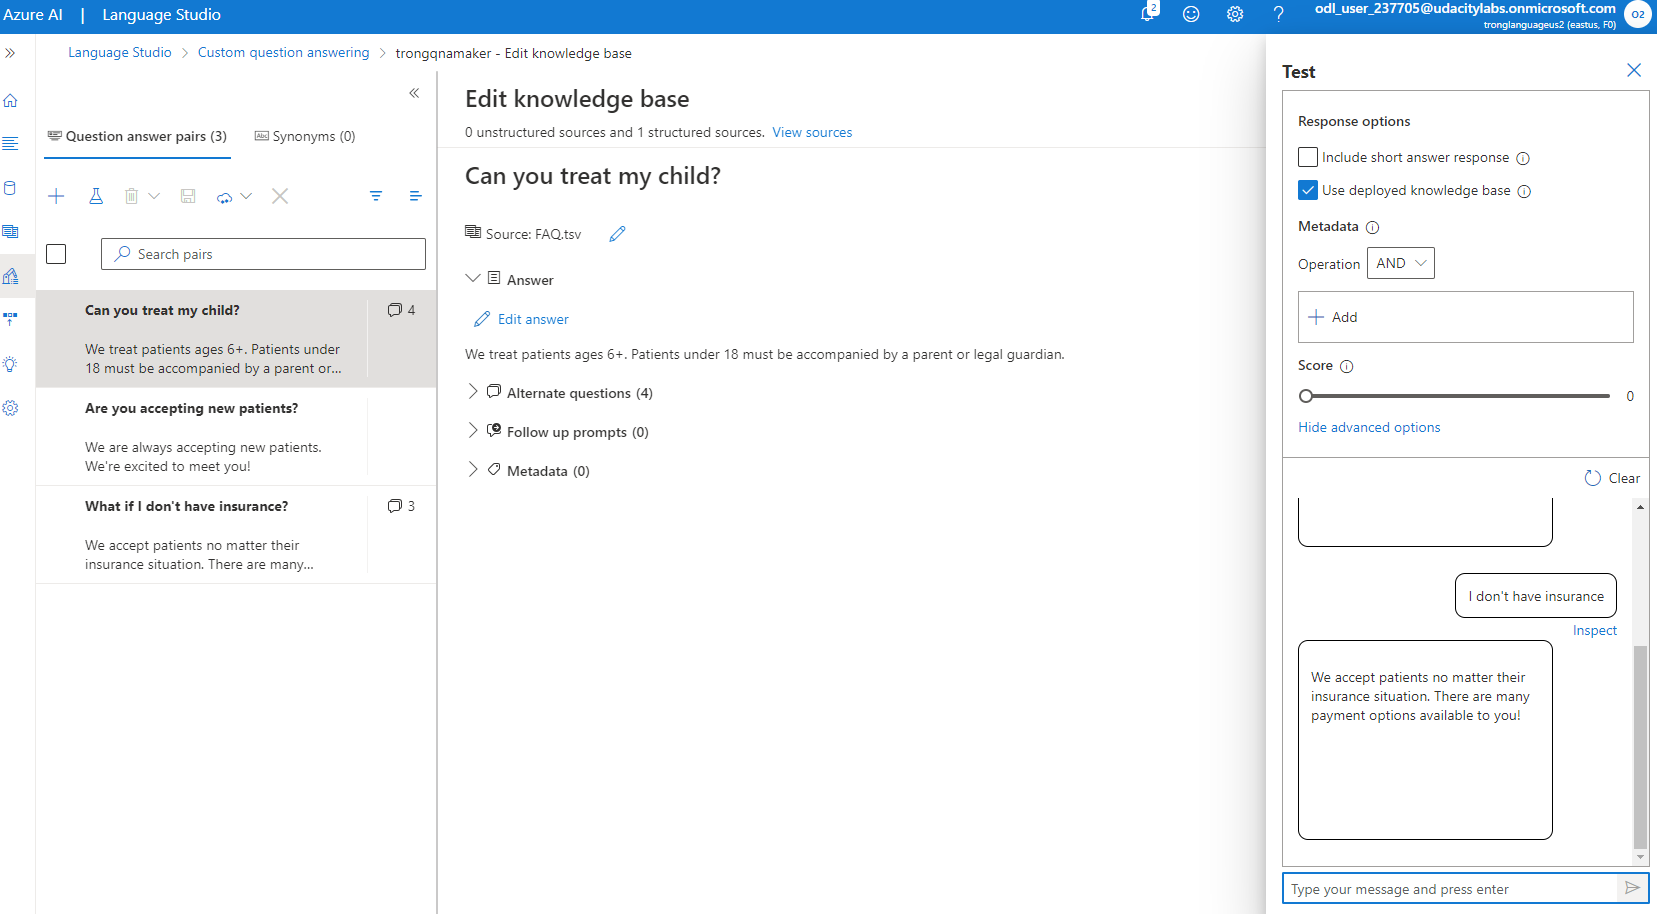 Azure AI | Language Studio
2
?
odl_user_237705@udacitylabs.onmicrosoft.com
tronglanguageus2 (eastus, F0)
O2
Language Studio > Custom question answering > trongqnamaker - Edit knowledge base
Question answer pairs (3)
Abc Synonyms (0)
Search pairs
Can you treat my child?
4
We treat patients ages 6+. Patients under
18 must be accompanied by a parent or...
Are you accepting new patients?
We are always accepting new patients.
We're excited to meet you!
What if I don't have insurance?
3
We accept patients no matter their
insurance situation. There are many...
Edit knowledge base
0 unstructured sources and 1 structured sources. View sources
Can you treat my child?
Source: FAQ.tsv
Answer
Edit answer
We treat patients ages 6+. Patients under 18 must be accompanied by a parent or legal guardian.
Alternate questions (4)
Follow up prompts (0)
Metadata (0)
Test
Response options
Include short answer response
Use deployed knowledge base
Metadata
Operation AND
Add
Score
0
Hide advanced options
Clear
I don't have insurance
Inspect
We accept patients no matter their
insurance situation. There are many
payment options available to you!
Type your message and press enter